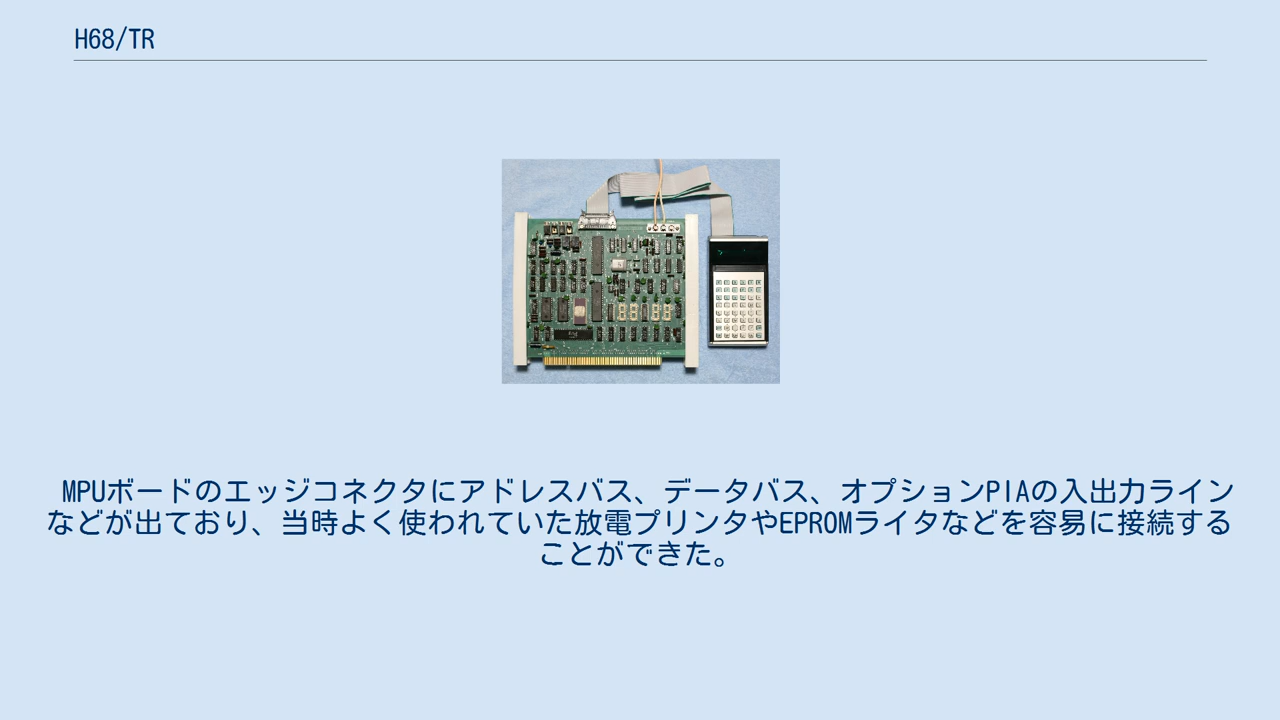 H68/TR
MPUボードのエッジコネクタにアドレスバス、データバス、オプションPIAの入出力ライン
などが出ており、当時よく使われていた放電プリンタやEPROMライタなどを容易に接続する
ことができた。